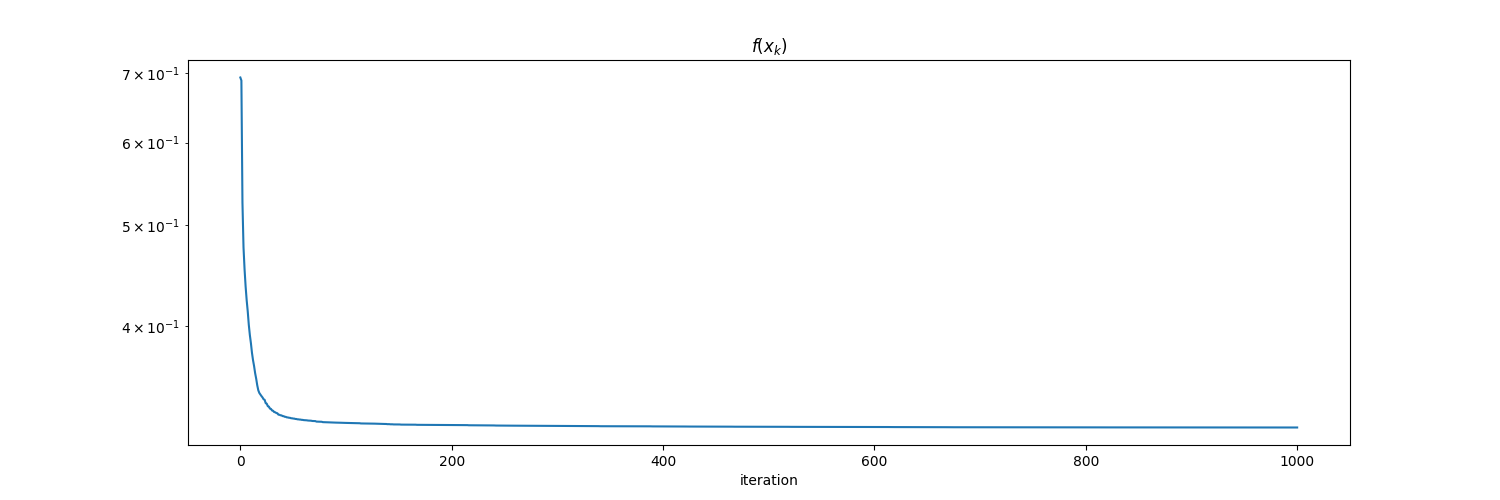 f(x_k)
7 × 10⁻¹
6 × 10⁻¹
5 × 10⁻¹
4 × 10⁻¹
0 200 400 600 800 1000
iteration